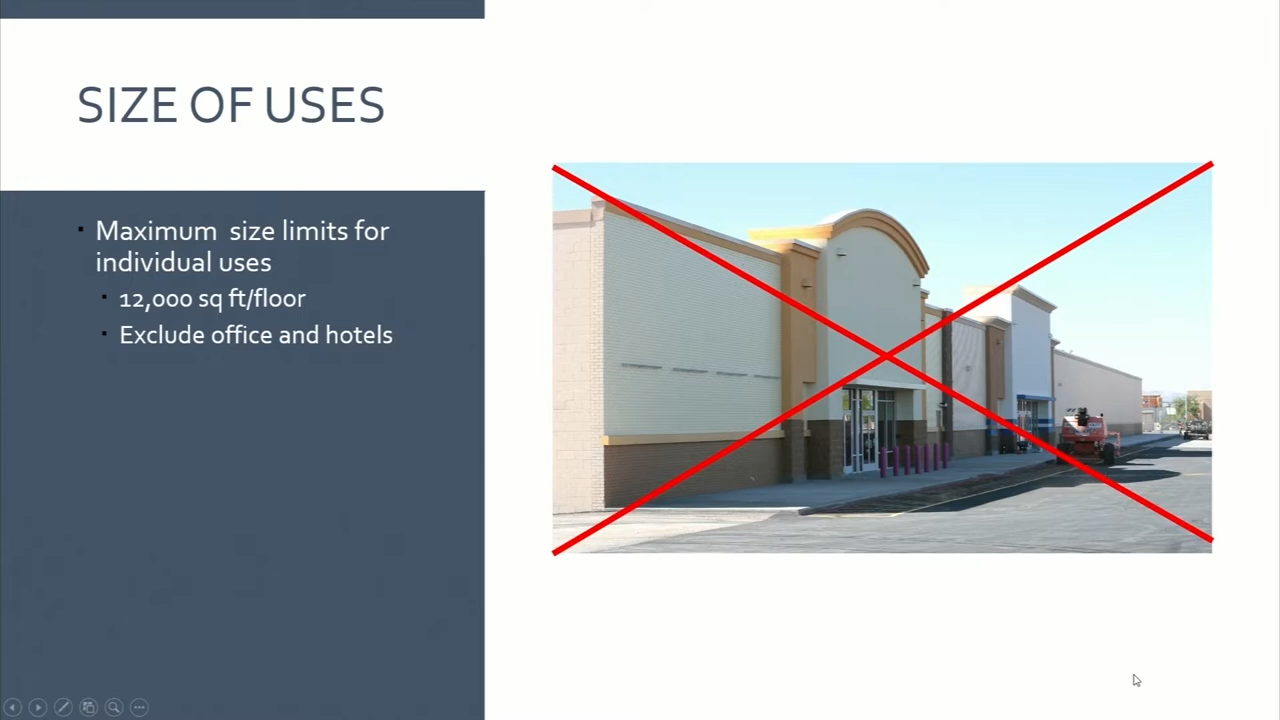 SIZE OF USES
▪ Maximum  size limits for
individual uses
▪ 12,000 sq ft/floor
▪ Exclude office and hotels